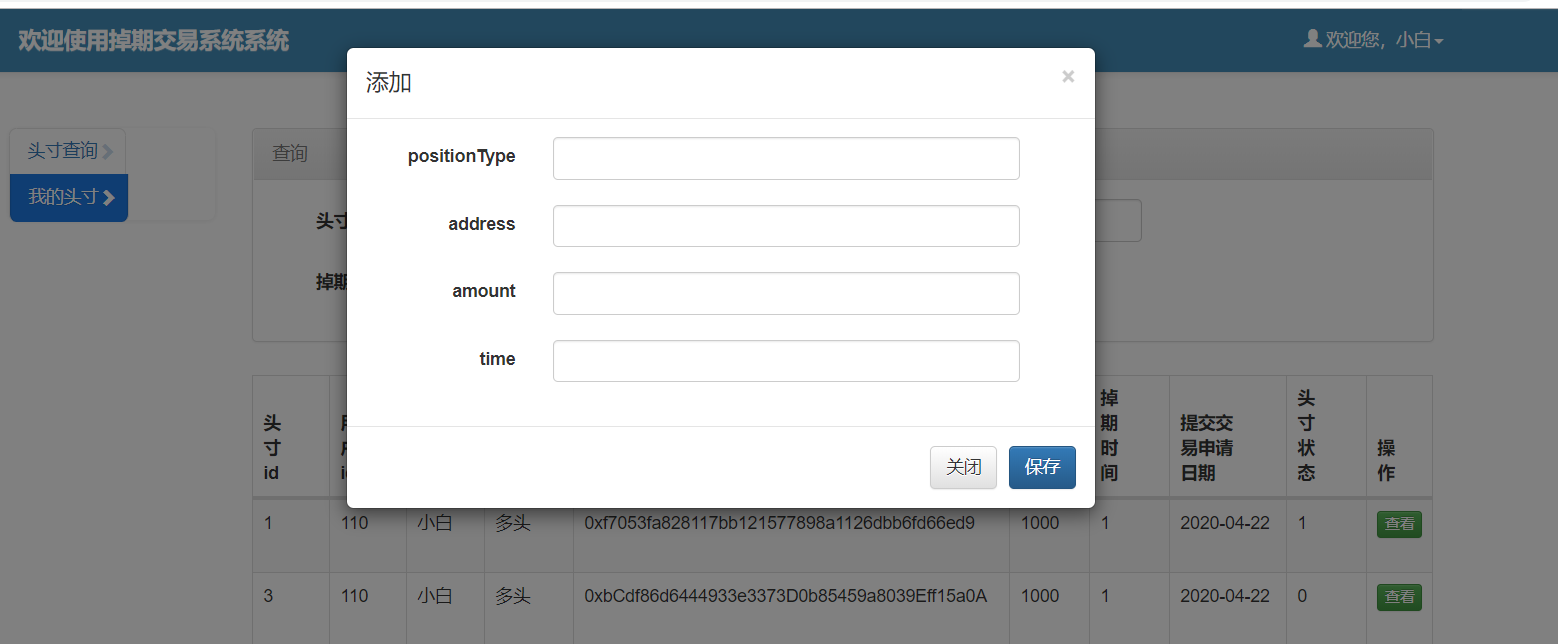 欢迎使用掉期交易系统系统
欢迎您，小白
添加
×
头寸查询
我的头寸
查询
positionType
address
amount
time
头寸
掉期
关闭
保存
头寸id
掉期时间
提交交易申请日期
头寸状态
操作
1 110 小白 多头 0xf7053fa828117bb121577898a1126dbb6fd66ed9 1000 1 2020-04-22 1 查看
3 110 小白 多头 0xbCdf86d6444933e3373D0b85459a8039Eff15a0A 1000 1 2020-04-22 0 查看